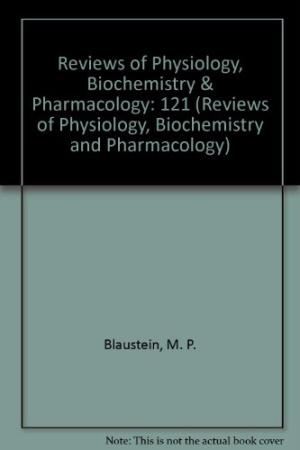 Reviews of Physiology,
Biochemistry &
Pharmacology: 121 (Reviews
of Physiology, Biochemistry
and Pharmacology)
Blaustein, M. P.
Note: This is not the actual book cover